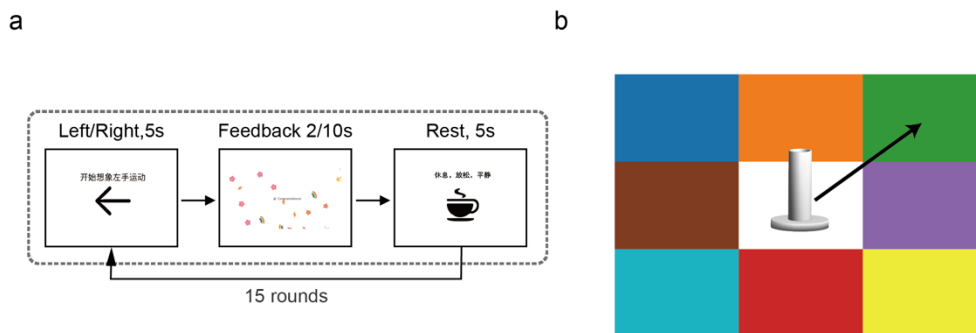 a
b
Left/Right,5s
Feedback 2/10s
Rest, 5s
开始想象左手运动
休息，放松，平静
15 rounds